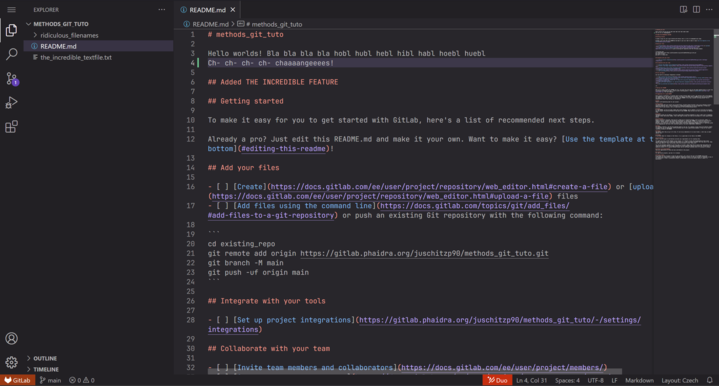 EXPLORER
METHODS_GIT_TUTO
ridiculous_filenames
README.md
the_incredible_textfile.txt
OUTLINE
TIMELINE
README.md
README.md > # methods_git_tuto
1 # methods_git_tuto
2
3 Hello worlds! Bla bla bla bla hobl hubl hebl hibl habl hoebl huebl
4 Ch- ch- ch- ch- chaaaangeeees!
5
6 ## Added THE INCREDIBLE FEATURE
7
8 ## Getting started
9
10 To make it easy for you to get started with GitLab, here's a list of recommended next steps.
11
12 Already a pro? Just edit this README.md and make it your own. Want to make it easy? [Use the template at t
bottom](#editing-this-readme)!
13
14 ## Add your files
15
16 - [ ] [Create](https://docs.gitlab.com/ee/user/project/repository/web_editor.html#create-a-file) or [uploa
(https://docs.gitlab.com/ee/user/project/repository/web_editor.html#upload-a-file) files
17 - [ ] [Add files using the command line](https://docs.gitlab.com/topics/git/add_files/
#add-files-to-a-git-repository) or push an existing Git repository with the following command:
18
19 ```
20 cd existing_repo
21 git remote add origin https://gitlab.phaidra.org/juschitzp90/methods_git_tuto.git
22 git branch -M main
23 git push -uf origin main
24 ```
25
26 ## Integrate with your tools
27
28 - [ ] [Set up project integrations](https://gitlab.phaidra.org/juschitzp90/methods_git_tuto/-/settings/
integrations)
29
30 ## Collaborate with your team
31
32 - [ ] [Invite team members and collaborators](https://docs.gitlab.com/ee/user/project/members/)
GitLab
main
0 0
Duo
Ln 4, Col 31
Spaces: 4
UTF-8
LF
Markdown
Layout: Czech